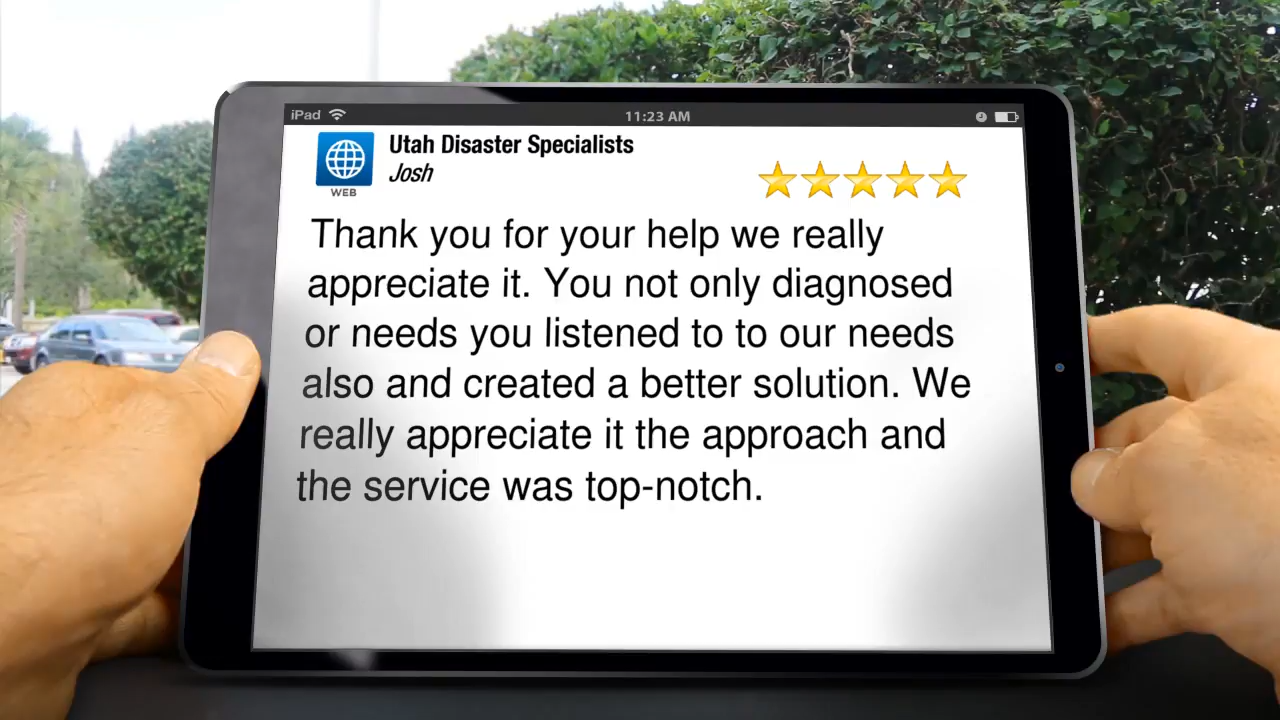 iPad
11:23 AM
Utah Disaster Specialists
Josh
WEB
Thank you for your help we really
appreciate it. You not only diagnosed
or needs you listened to to our needs
also and created a better solution. We
really appreciate it the approach and
the service was top-notch.